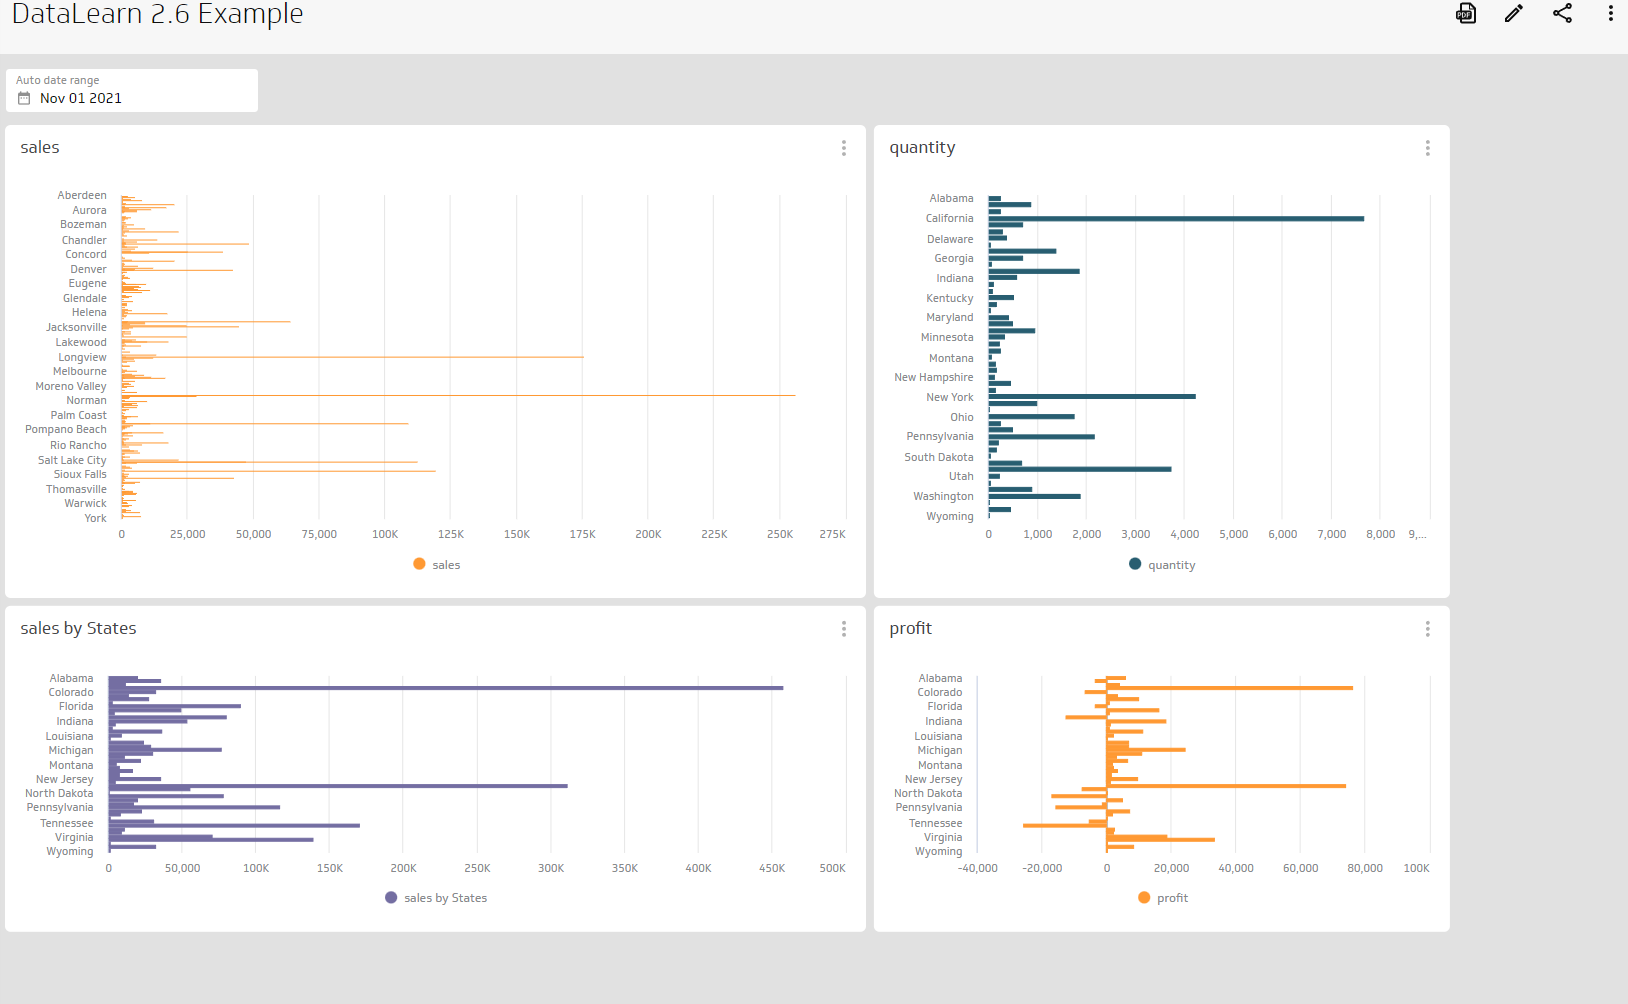 DataLearn 2.6 Example
PDF
Auto date range
Nov 01 2021
sales
Aberdeen
Aurora
Bozeman
Chandler
Concord
Denver
Eugene
Glendale
Helena
Jacksonville
Lakewood
Longview
Melbourne
Moreno Valley
Norman
Palm Coast
Pompano Beach
Rio Rancho
Salt Lake City
Sioux Falls
Thomasville
Warwick
York
0 25,000 50,000 75,000 100K 125K 150K 175K 200K 225K 250K 275K
sales
quantity
Alabama
California
Delaware
Georgia
Indiana
Kentucky
Maryland
Minnesota
Montana
New Hampshire
New York
Ohio
Pennsylvania
South Dakota
Utah
Washington
Wyoming
0 1,000 2,000 3,000 4,000 5,000 6,000 7,000 8,000 9,...
quantity
sales by States
Alabama
Colorado
Florida
Indiana
Louisiana
Michigan
Montana
New Jersey
North Dakota
Pennsylvania
Tennessee
Virginia
Wyoming
0 50,000 100K 150K 200K 250K 300K 350K 400K 450K 500K
sales by States
profit
Alabama
Colorado
Florida
Indiana
Louisiana
Michigan
Montana
New Jersey
North Dakota
Pennsylvania
Tennessee
Virginia
Wyoming
-40,000 -20,000 0 20,000 40,000 60,000 80,000 100K
profit